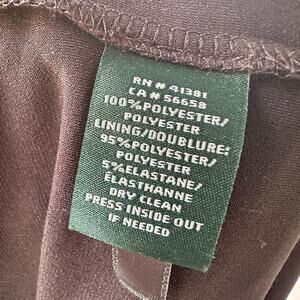 RN # 41381
CA # 56658
100%POLYESTER/
POLYESTER
LINING/DOUBLURE:
95%POLYESTER/
POLYESTER
5%ELASTANE/
ÉLASTHANNE
DRY CLEAN
PRESS INSIDE OUT
IF NEEDED